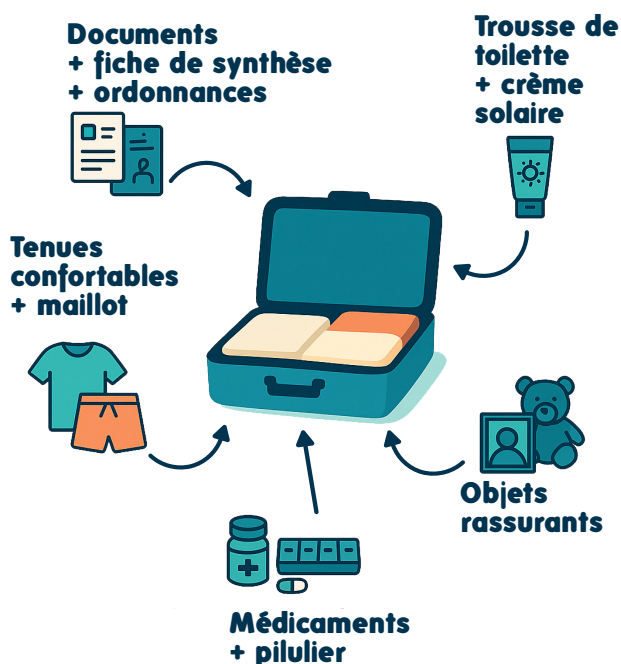 Documents
+ fiche de synthèse
+ ordonnances
Trousse de
toilette
+ crème
solaire
Tenues
confortables
+ maillot
Objets
rassurants
Médicaments
+ pilulier